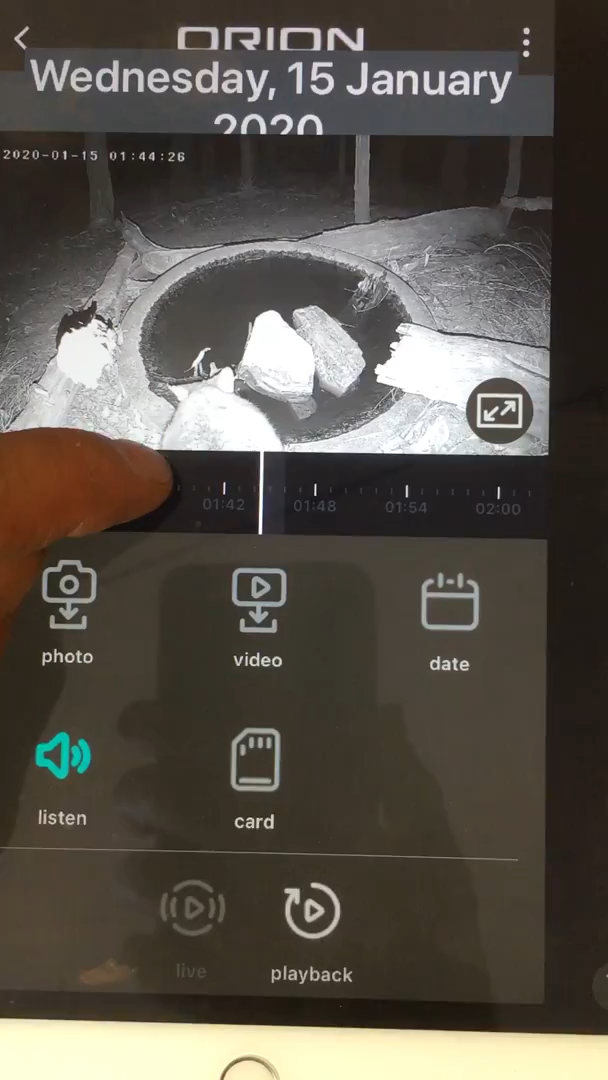 ORION
Wednesday, 15 January
2020
2020-01-15 01:44:26
01:42 01:48 01:54 02:00
photo video date
listen card
live playback